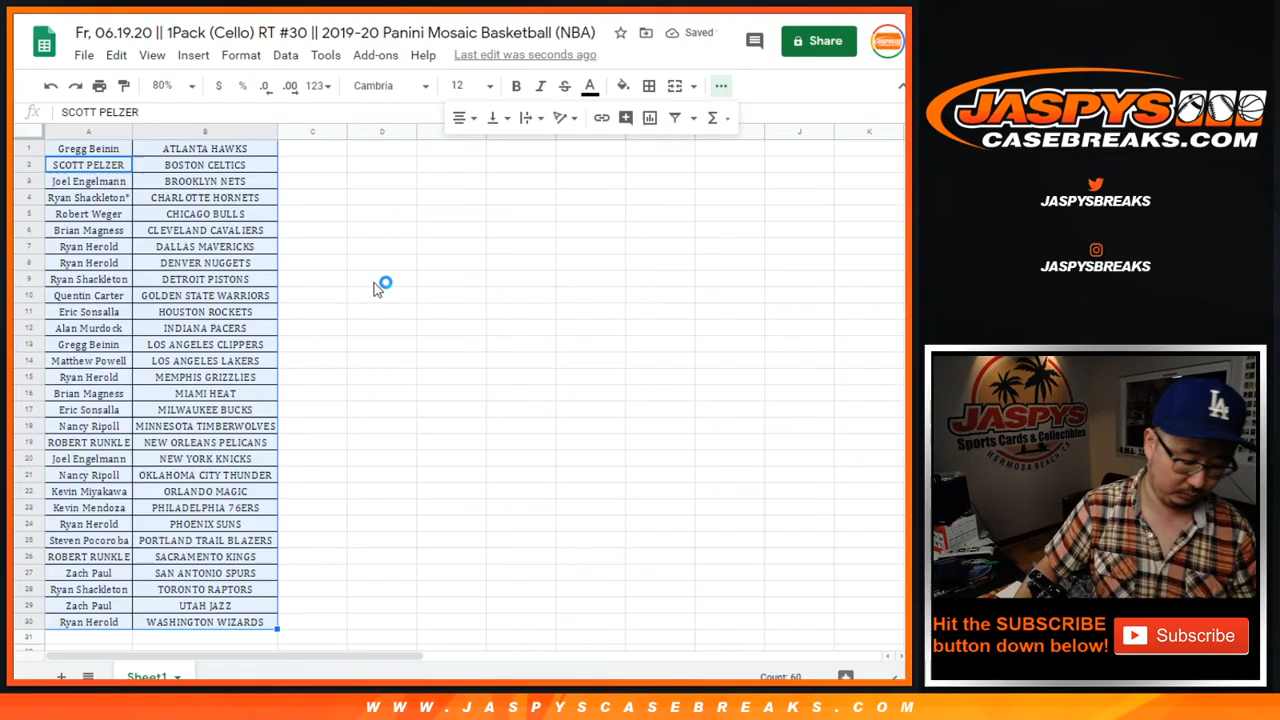 Fr, 06.19.20 || 1Pack (Cello) RT #30 || 2019-20 Panini Mosaic Basketball (NBA)
Saved
File Edit View Insert Format Data Tools Add-ons Help Last edit was seconds ago
Share
80% $ % .0 .00 123 Cambria 12 B I S A
fx SCOTT PELZER
A B C D J K
1 Gregg Beinin ATLANTA HAWKS
2 SCOTT PELZER BOSTON CELTICS
3 Joel Engelmann BROOKLYN NETS
4 Ryan Shackleton* CHARLOTTE HORNETS
5 Robert Weger CHICAGO BULLS
6 Brian Magness CLEVELAND CAVALIERS
7 Ryan Herold DALLAS MAVERICKS
8 Ryan Herold DENVER NUGGETS
9 Ryan Shackleton DETROIT PISTONS
10 Quentin Carter GOLDEN STATE WARRIORS
11 Eric Sonsalla HOUSTON ROCKETS
12 Alan Murdock INDIANA PACERS
13 Gregg Beinin LOS ANGELES CLIPPERS
14 Matthew Powell LOS ANGELES LAKERS
15 Ryan Herold MEMPHIS GRIZZLIES
16 Brian Magness MIAMI HEAT
17 Eric Sonsalla MILWAUKEE BUCKS
18 Nancy Ripoll MINNESOTA TIMBERWOLVES
19 ROBERT RUNKLE NEW ORLEANS PELICANS
20 Joel Engelmann NEW YORK KNICKS
21 Nancy Ripoll OKLAHOMA CITY THUNDER
22 Kevin Miyakawa ORLANDO MAGIC
23 Kevin Mendoza PHILADELPHIA 76ERS
24 Ryan Herold PHOENIX SUNS
25 Steven Pocoroba PORTLAND TRAIL BLAZERS
26 ROBERT RUNKLE SACRAMENTO KINGS
27 Zach Paul SAN ANTONIO SPURS
28 Ryan Shackleton TORONTO RAPTORS
29 Zach Paul UTAH JAZZ
30 Ryan Herold WASHINGTON WIZARDS
31
Sheet1
Count: 60
JASPYS
CASEBREAKS.COM
JASPYSBREAKS
JASPYSBREAKS
JASPYS
Sports Cards & Collectibles
HERMOSA BEACH, CA
LA
Hit the SUBSCRIBE
button down below!
Subscribe
WWW.JASPYSCASEBREAKS.COM